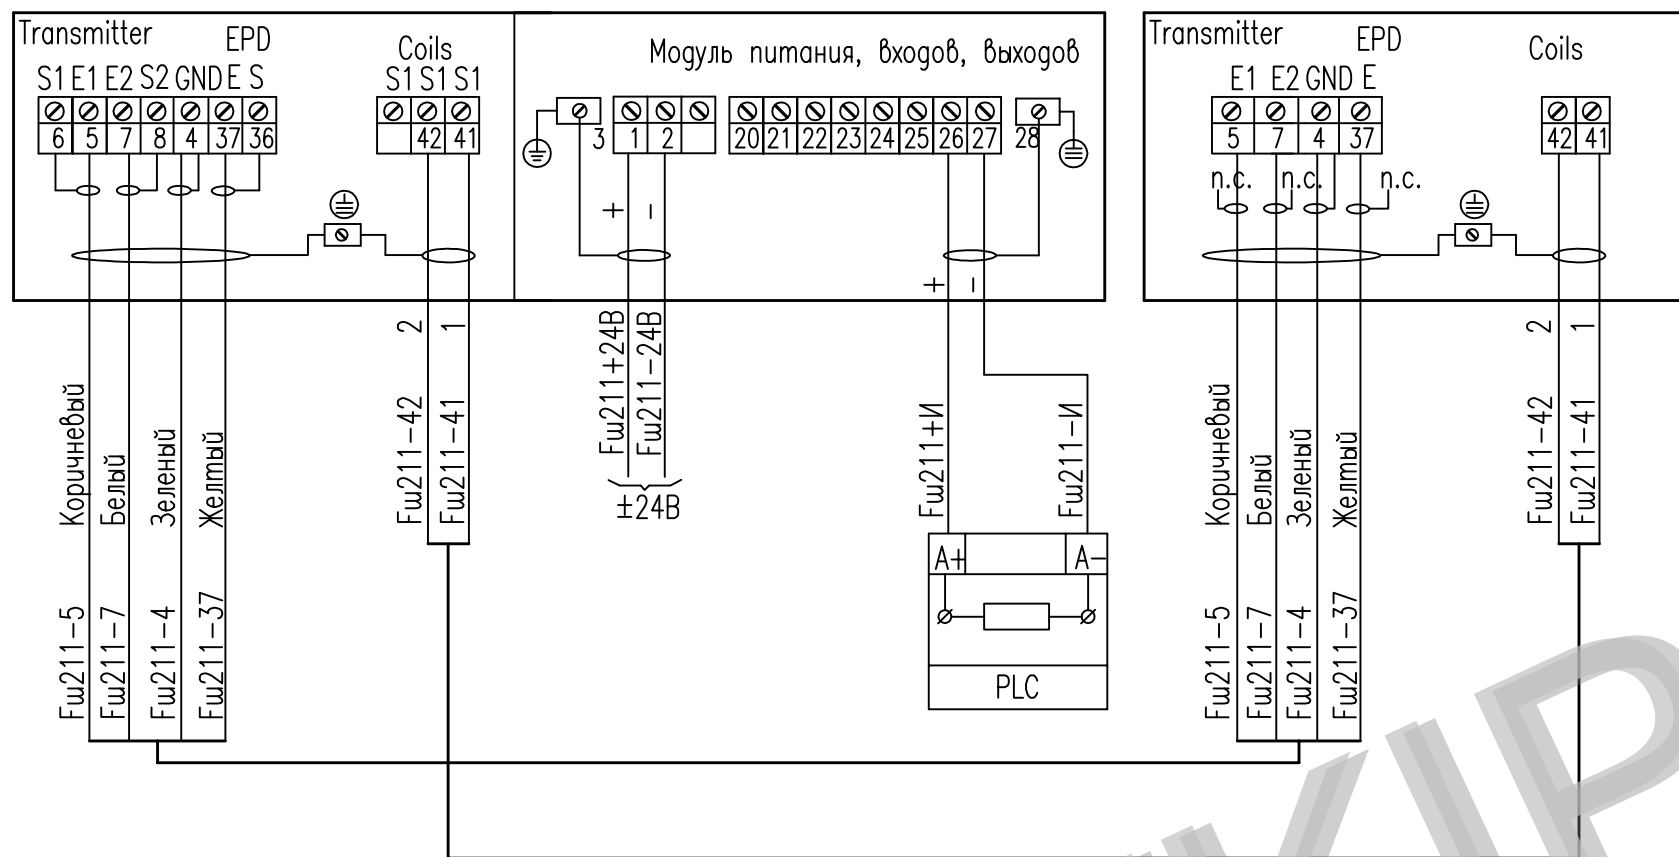 Transmitter EPD Coils
S1 E1 E2 S2 GND E S S1 S1 S1
6 5 7 8 4 37 36 42 41
Модуль питания, входов, выходов
3 1 2 20 21 22 23 24 25 26 27 28
+ -
+ -
Коричневый
Белый
Зеленый
Желтый
Fш211-5
Fш211-7
Fш211-4
Fш211-37
2
1
Fш211-42
Fш211-41
Fш211+24В
Fш211-24В
±24В
Fш211+И
Fш211-И
A+ A-
PLC
Transmitter EPD Coils
E1 E2 GND E
5 7 4 37 42 41
n.c. n.c. n.c.
Коричневый
Белый
Зеленый
Желтый
Fш211-5
Fш211-7
Fш211-4
Fш211-37
2
1
Fш211-42
Fш211-41
KIP